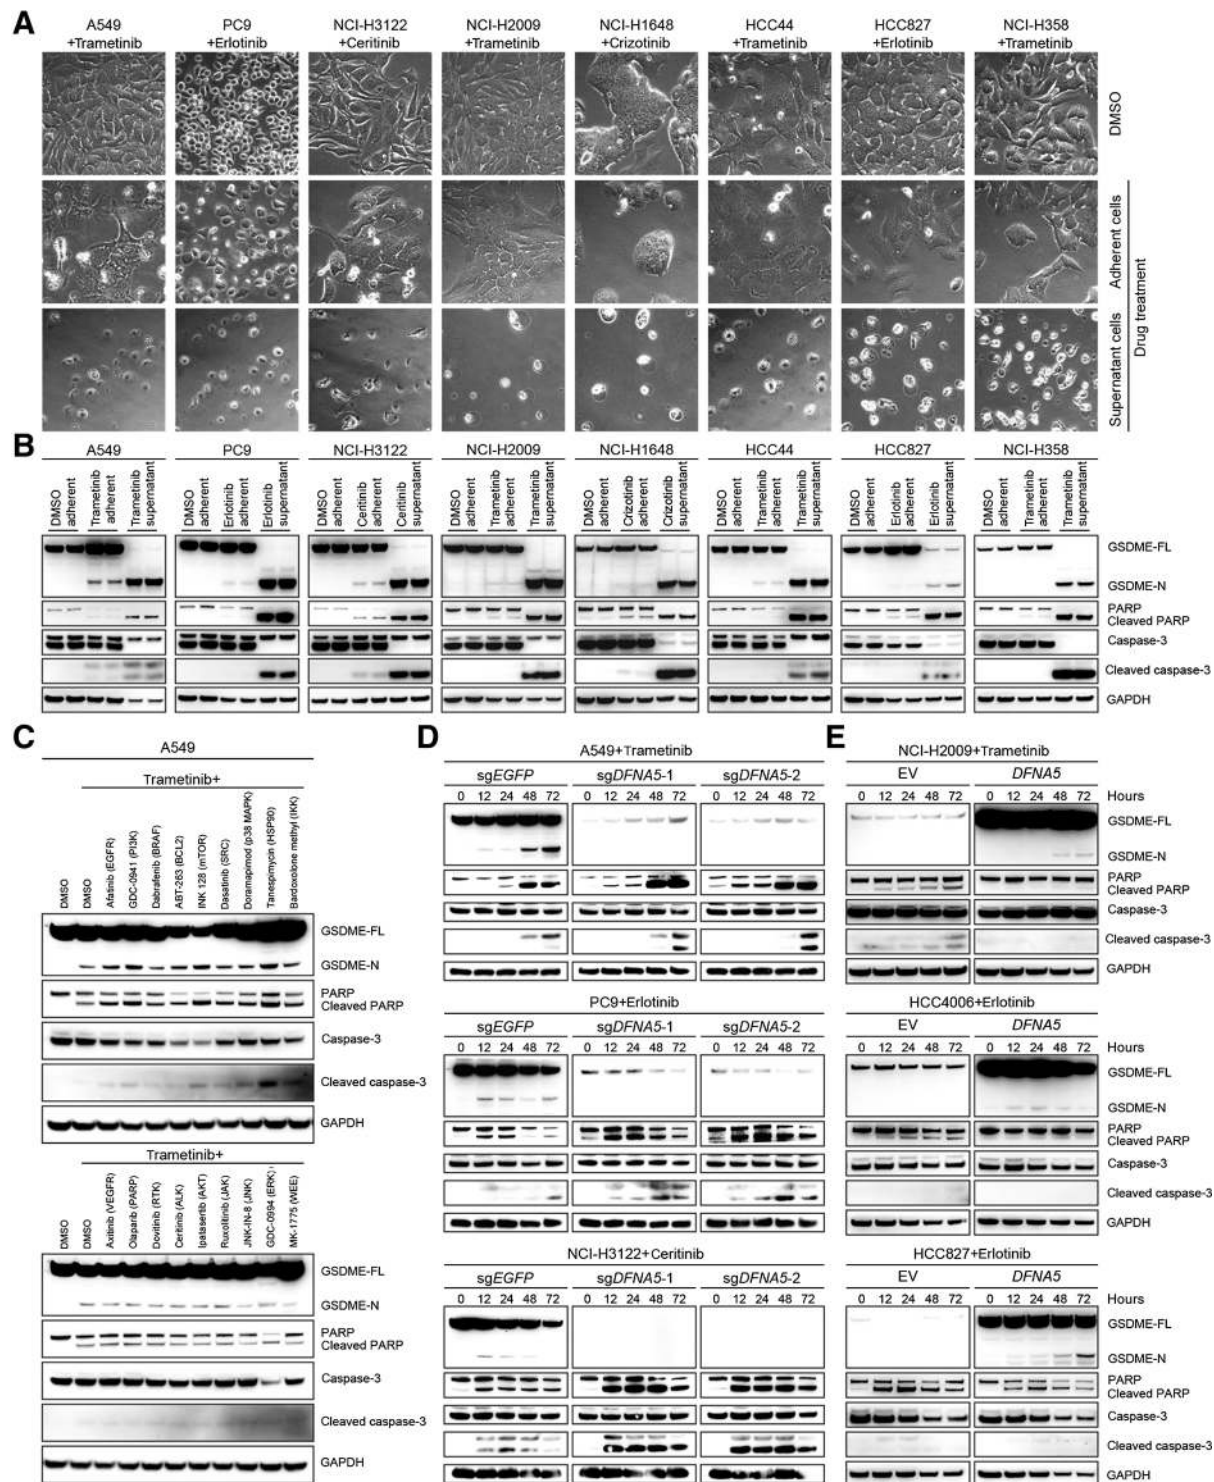 A
A549 PC9 NCI-H3122 NCI-H2009 NCI-H1648 HCC44 HCC827 NCI-H358
+Trametinib +Erlotinib +Ceritinib +Trametinib +Crizotinib +Trametinib +Erlotinib +Trametinib
DMSO
Adherent cells
Supernatant cells
Drug treatment
B
A549 PC9 NCI-H3122 NCI-H2009 NCI-H1648 HCC44 HCC827 NCI-H358
DMSO adherent Trametinib adherent Trametinib supernatant
DMSO adherent Erlotinib adherent Erlotinib supernatant
DMSO adherent Ceritinib adherent Ceritinib supernatant
DMSO adherent Trametinib adherent Trametinib supernatant
DMSO adherent Crizotinib adherent Crizotinib supernatant
DMSO adherent Trametinib adherent Trametinib supernatant
DMSO adherent Erlotinib adherent Erlotinib supernatant
DMSO adherent Trametinib adherent Trametinib supernatant
GSDME-FL
GSDME-N
PARP
Cleaved PARP
Caspase-3
Cleaved caspase-3
GAPDH
C
A549
Trametinib+
DMSO
DMSO
Afatinib (EGFR)
GDC-0941 (PI3K)
Dabrafenib (BRAF)
ABT-263 (BCL2)
INK 128 (mTOR)
Dasatinib (SRC)
Doramapimod (p38 MAPK)
Tanespimycin (HSP90)
Bardoxolone methyl (IKK)
GSDME-FL
GSDME-N
PARP
Cleaved PARP
Caspase-3
Cleaved caspase-3
GAPDH
Trametinib+
DMSO
DMSO
Axitinib (VEGFR)
Olaparib (PARP)
Dovitinib (RTK)
Ceritinib (ALK)
Ipatasertib (AKT)
Ruxolitinib (JAK)
JNK-IN-8 (JNK)
GDC-0994 (ERK)
MK-1775 (WEE)
GSDME-FL
GSDME-N
PARP
Cleaved PARP
Caspase-3
Cleaved caspase-3
GAPDH
D
A549+Trametinib
sgEGFP sgDFNA5-1 sgDFNA5-2
0 12 24 48 72 0 12 24 48 72 0 12 24 48 72
PC9+Erlotinib
sgEGFP sgDFNA5-1 sgDFNA5-2
0 12 24 48 72 0 12 24 48 72 0 12 24 48 72
NCI-H3122+Ceritinib
sgEGFP sgDFNA5-1 sgDFNA5-2
0 12 24 48 72 0 12 24 48 72 0 12 24 48 72
E
NCI-H2009+Trametinib
EV DFNA5
0 12 24 48 72 0 12 24 48 72 Hours
GSDME-FL
GSDME-N
PARP
Cleaved PARP
Caspase-3
Cleaved caspase-3
GAPDH
HCC4006+Erlotinib
EV DFNA5
0 12 24 48 72 0 12 24 48 72 Hours
GSDME-FL
GSDME-N
PARP
Cleaved PARP
Caspase-3
Cleaved caspase-3
GAPDH
HCC827+Erlotinib
EV DFNA5
0 12 24 48 72 0 12 24 48 72 Hours
GSDME-FL
GSDME-N
PARP
Cleaved PARP
Caspase-3
Cleaved caspase-3
GAPDH